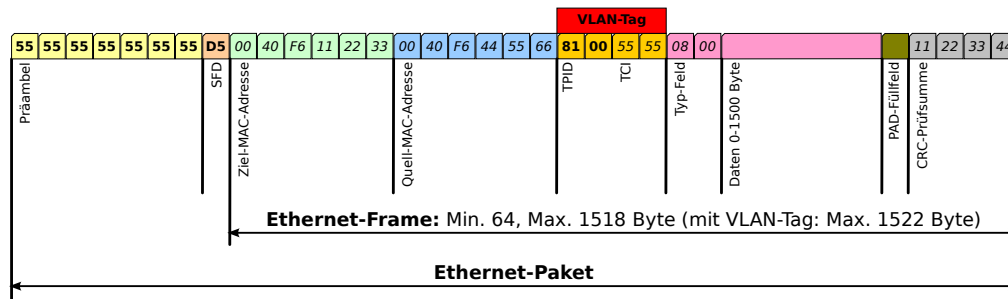 VLAN-Tag
55 55 55 55 55 55 55 D5 00 40 F6 11 22 33 00 40 F6 44 55 66 81 00 55 55 08 00 11 22 33 44
Präambel
SFD
Ziel-MAC-Adresse
Quell-MAC-Adresse
TPID
TCI
Typ-Feld
Daten 0-1500 Byte
PAD-Füllfeld
CRC-Prüfsumme
Ethernet-Frame: Min. 64, Max. 1518 Byte (mit VLAN-Tag: Max. 1522 Byte)
Ethernet-Paket